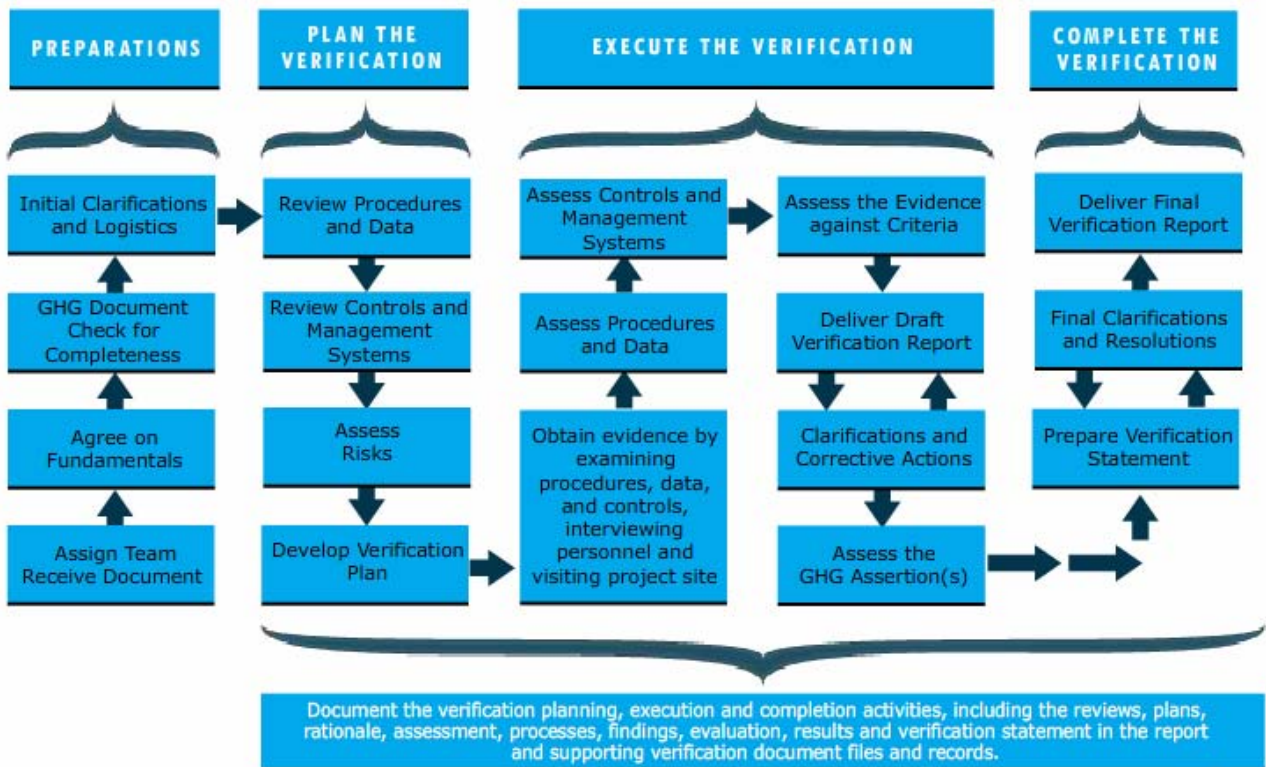 PREPARATIONS
PLAN THE
VERIFICATION
EXECUTE THE VERIFICATION
COMPLETE THE
VERIFICATION
Initial Clarifications
and Logistics
GHG Document
Check for
Completeness
Agree on
Fundamentals
Assign Team
Receive Document
Review Procedures
and Data
Review Controls and
Management
Systems
Assess
Risks
Develop Verification
Plan
Assess Controls and
Management
Systems
Assess Procedures
and Data
Obtain evidence by
examining
procedures, data,
and controls,
interviewing
personnel and
visiting project site
Assess the Evidence
against Criteria
Deliver Draft
Verification Report
Clarifications and
Corrective Actions
Assess the
GHG Assertion(s)
Deliver Final
Verification Report
Final Clarifications
and Resolutions
Prepare Verification
Statement
Document the verification planning, execution and completion activities, including the reviews, plans,
rationale, assessment, processes, findings, evaluation, results and verification statement in the report
and supporting verification document files and records.